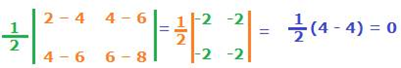 1/2 | 2 – 4 4 – 6 | = 1/2 | -2 -2 | = 1/2 (4 - 4) = 0
| 4 – 6 6 – 8 | | -2 -2 |